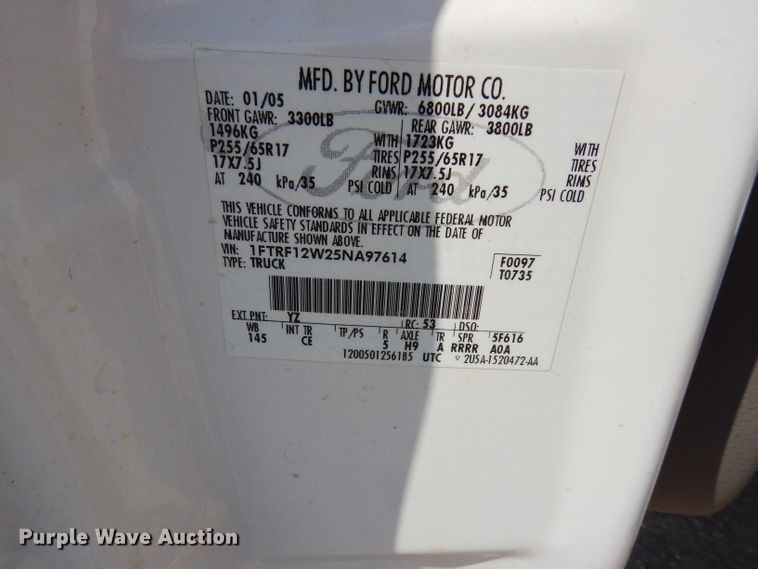 MFD. BY FORD MOTOR CO.
DATE: 01/05 GVWR: 6800LB/ 3084KG
FRONT GAWR: 3300LB REAR GAWR: 3800LB
1496KG WITH 1723KG WITH
P255/65R17 TIRES P255/65R17 TIRES
17X7.5J RIMS 17X7.5J RIMS
AT 240 kPa/35 PSI COLD AT 240 kPa/35 PSI COLD
Ford
THIS VEHICLE CONFORMS TO ALL APPLICABLE FEDERAL MOTOR
VEHICLE SAFETY STANDARDS IN EFFECT ON THE DATE OF
MANUFACTURE SHOWN ABOVE.
VIN: 1FTRF12W25NA97614 F0097
TYPE: TRUCK T0735
EXT PNT: YZ RC: 53 DSO:
WB INT TR TP/PS R AXLE TR SPR 5F616
145 CE 5 H9 A RRRR A0A
1200501256185 UTC 2U5A-1520472-AA
Purple Wave Auction